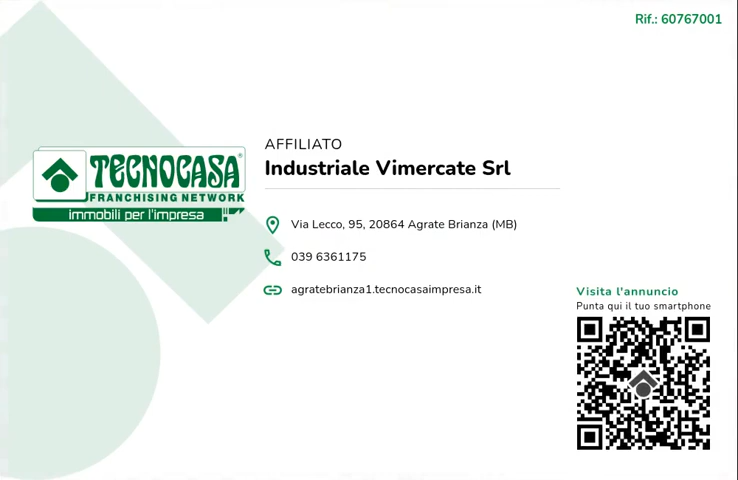 Rif.: 60767001
AFFILIATO
Industriale Vimercate Srl
TECNOCASA®
FRANCHISING NETWORK
immobili per l'impresa
Via Lecco, 95, 20864 Agrate Brianza (MB)
039 6361175
agratebrianza1.tecnocasaimpresa.it
Visita l'annuncio
Punta qui il tuo smartphone